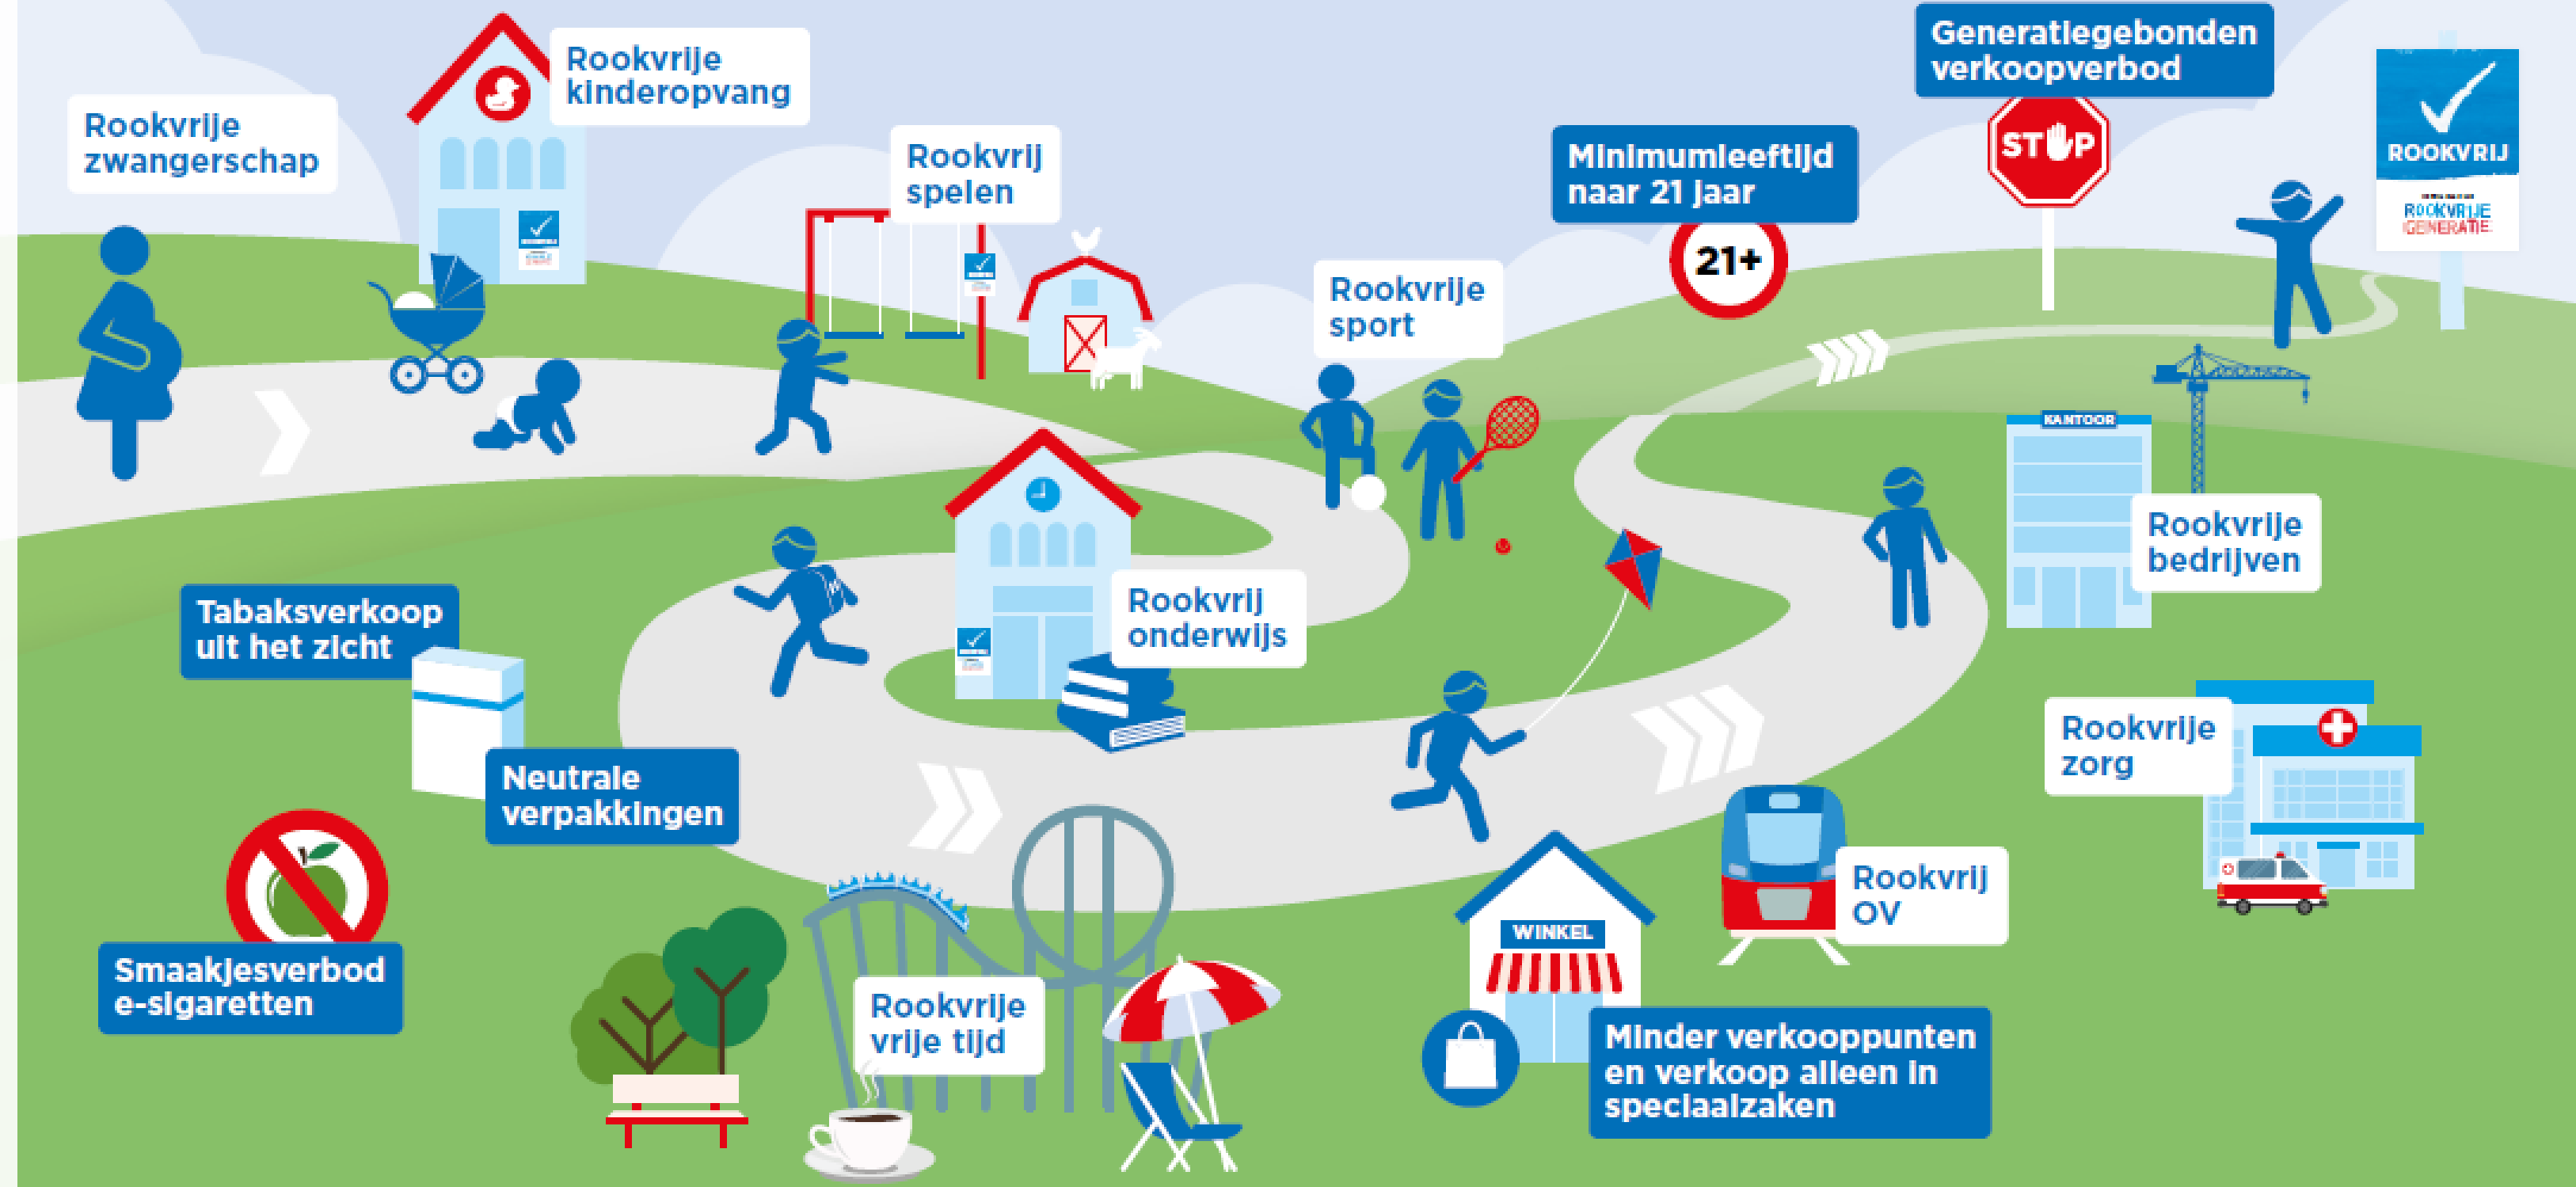 Rookvrije
zwangerschap
Rookvrije
kinderopvang
Rookvrij
spelen
Rookvrije
sport
Minimumleeftijd
naar 21 jaar
21+
Generatiegebonden
verkoopverbod
STOP
ROOKVRIJ
ROOKVRIJE
GENERATIE
KANTOOR
Rookvrije
bedrijven
Rookvrij
onderwijs
Tabaksverkoop
uit het zicht
Neutrale
verpakkingen
Smaakjesverbod
e-sigaretten
Rookvrije
vrije tijd
WINKEL
Minder verkooppunten
en verkoop alleen in
speciaalzaken
Rookvrij
OV
Rookvrije
zorg